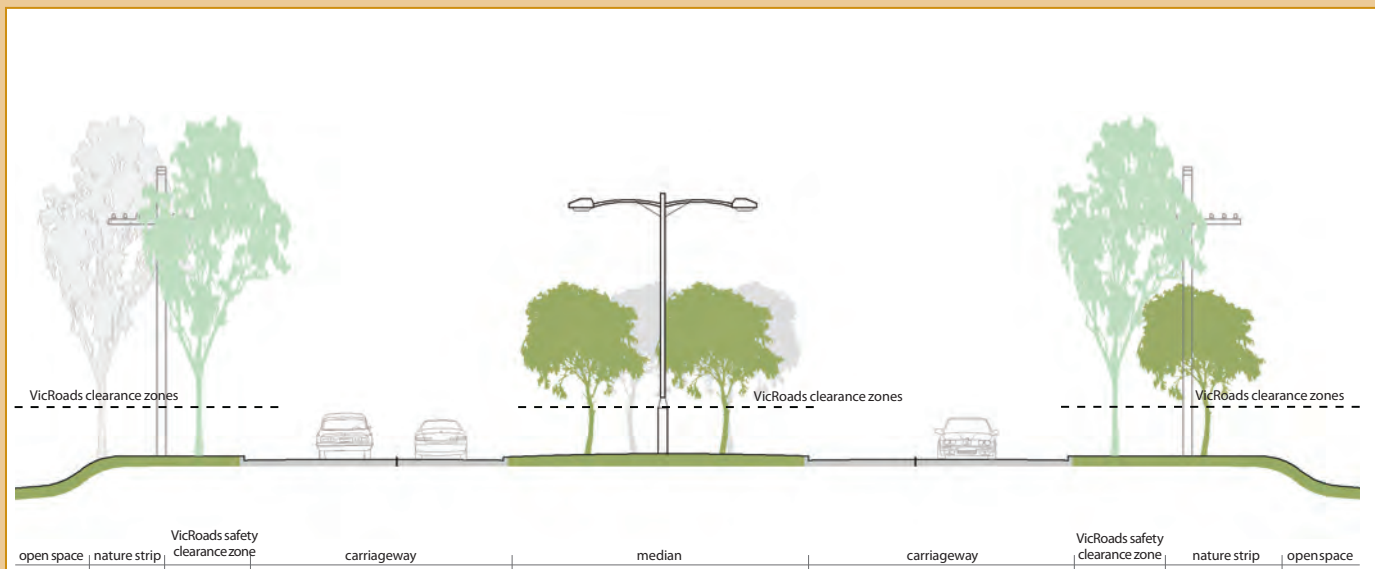 VicRoads clearance zones
VicRoads clearance zones
VicRoads clearance zones
open space
nature strip
VicRoads safety
clearance zone
carriageway
median
carriageway
VicRoads safety
clearance zone
nature strip
open space